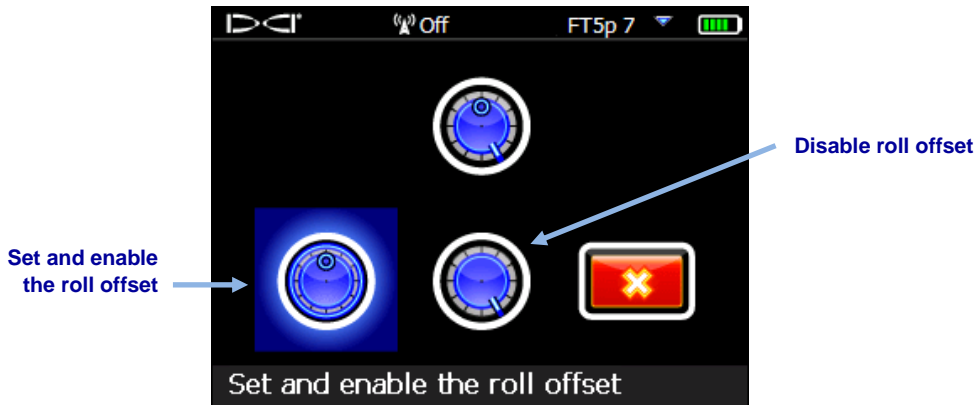 DCI
Off
FT5p 7
Disable roll offset
Set and enable
the roll offset
Set and enable the roll offset